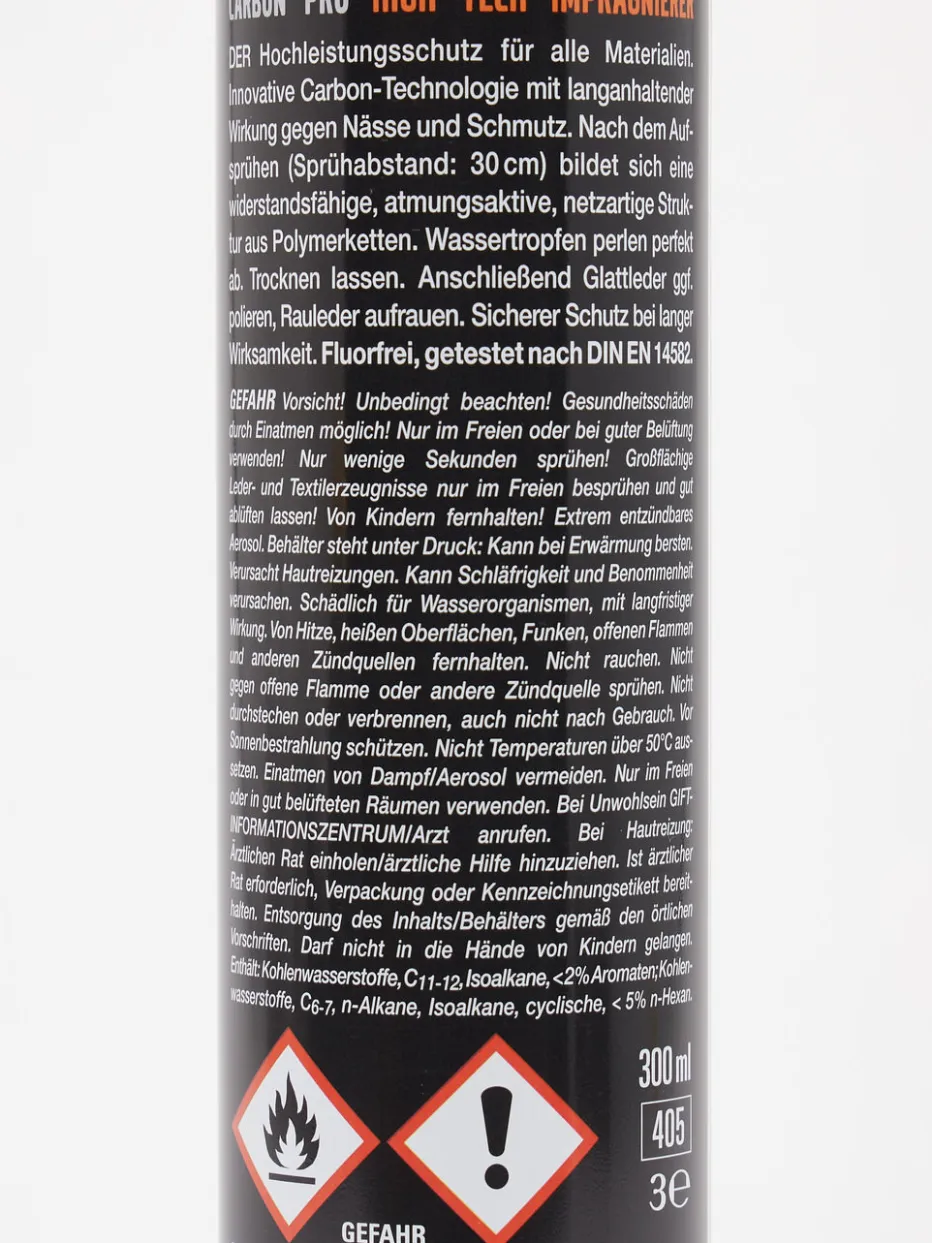 CARBON PRO HIGH TECH IMPRÄGNIERER
DER Hochleistungsschutz für alle Materialien.
Innovative Carbon-Technologie mit langanhaltender
Wirkung gegen Nässe und Schmutz. Nach dem Auf-
sprühen (Sprühabstand: 30 cm) bildet sich eine
widerstandsfähige, atmungsaktive, netzartige Struk-
tur aus Polymerketten. Wassertropfen perlen perfekt
ab. Trocknen lassen. Anschließend Glattleder ggf.
polieren, Rauleder aufrauen. Sicherer Schutz bei langer
Wirksamkeit. Fluorfrei, getestet nach DIN EN 14582.
GEFAHR Vorsicht! Unbedingt beachten! Gesundheitsschäden
durch Einatmen möglich! Nur im Freien oder bei guter Belüftung
verwenden! Nur wenige Sekunden sprühen! Großflächige
Leder- und Textilerzeugnisse nur im Freien besprühen und gut
ablüften lassen! Von Kindern fernhalten! Extrem entzündbares
Aerosol. Behälter steht unter Druck: Kann bei Erwärmung bersten.
Verursacht Hautreizungen. Kann Schläfrigkeit und Benommenheit
verursachen. Schädlich für Wasserorganismen, mit langfristiger
Wirkung. Von Hitze, heißen Oberflächen, Funken, offenen Flammen
und anderen Zündquellen fernhalten. Nicht rauchen. Nicht
gegen offene Flamme oder andere Zündquelle sprühen. Nicht
durchstechen oder verbrennen, auch nicht nach Gebrauch. Vor
Sonnenbestrahlung schützen. Nicht Temperaturen über 50°C aus-
setzen. Einatmen von Dampf/Aerosol vermeiden. Nur im Freien
oder in gut belüfteten Räumen verwenden. Bei Unwohlsein GIFT-
INFORMATIONSZENTRUM/Arzt anrufen. Bei Hautreizung:
Ärztlichen Rat einholen/ärztliche Hilfe hinzuziehen. Ist ärztlicher
Rat erforderlich, Verpackung oder Kennzeichnungsetikett bereit-
halten. Entsorgung des Inhalts/Behälters gemäß den örtlichen
Vorschriften. Darf nicht in die Hände von Kindern gelangen.
Enthält: Kohlenwasserstoffe, C11-12, Isoalkane, <2% Aromaten; Kohlen-
wasserstoffe, C6-7, n-Alkane, Isoalkane, cyclische, < 5% n-Hexan.
300 ml
405
3e
GEFAHR